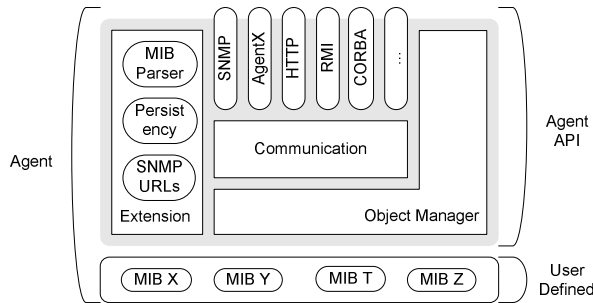 Agent
MIB
Parser
Persist
ency
SNMP
URLs
Extension
SNMP
AgentX
HTTP
RMI
CORBA
...
Communication
Object Manager
Agent
API
MIB X
MIB Y
MIB T
MIB Z
User
Defined